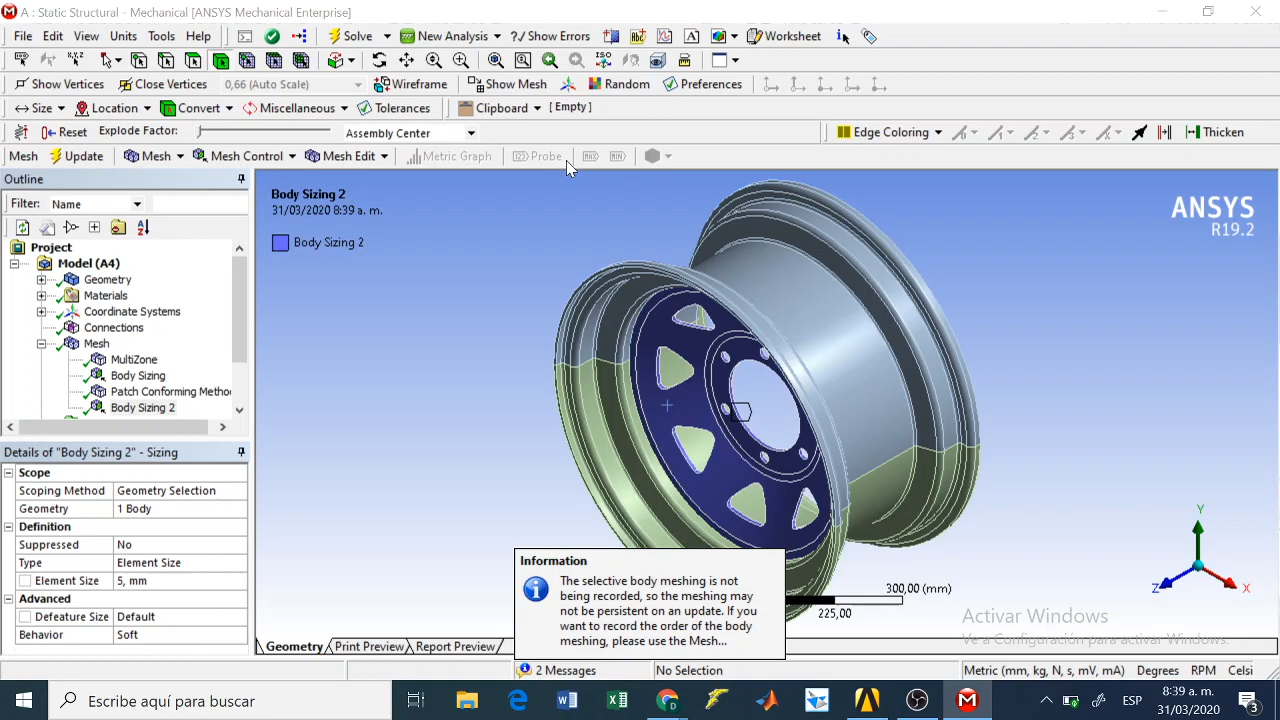 A : Static Structural - Mechanical [ANSYS Mechanical Enterprise]
File Edit View Units Tools Help Solve New Analysis ?/ Show Errors Worksheet
Show Vertices Close Vertices 0,66 (Auto Scale) Wireframe Show Mesh Random Preferences
Size Location Convert Miscellaneous Tolerances Clipboard [ Empty ]
Reset Explode Factor: Assembly Center Edge Coloring Thicken
Mesh Update Mesh Mesh Control Mesh Edit Metric Graph Probe MAX MIN
Outline
Filter: Name
Project
Model (A4)
Geometry
Materials
Coordinate Systems
Connections
Mesh
MultiZone
Body Sizing
Patch Conforming Metho
Body Sizing 2
Details of "Body Sizing 2" - Sizing
Scope
Scoping Method Geometry Selection
Geometry 1 Body
Definition
Suppressed No
Type Element Size
Element Size 5, mm
Advanced
Defeature Size Default
Behavior Soft
Body Sizing 2
31/03/2020 8:39 a. m.
Body Sizing 2
ANSYS
R19.2
Y
Z
X
300,00 (mm)
225,00
Information
The selective body meshing is not
being recorded, so the meshing may
not be persistent on an update. If you
want to record the order of the body
meshing, please use the Mesh...
Activar Windows
Ve a Configuración para activar Windows.
Geometry Print Preview Report Preview
2 Messages No Selection Metric (mm, kg, N, s, mV, mA) Degrees RPM Celsi
Escribe aquí para buscar
ESP
8:39 a. m.
31/03/2020
3